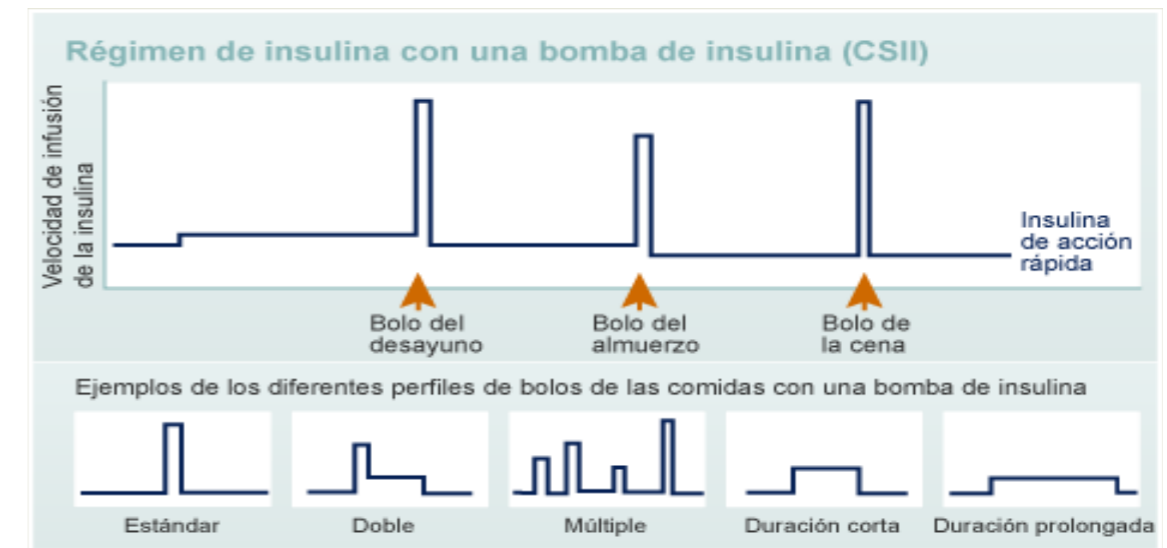 Régimen de insulina con una bomba de insulina (CSII)
Velocidad de infusión
de la insulina
Insulina
de acción
rápida
Bolo del
desayuno
Bolo del
almuerzo
Bolo de
la cena
Ejemplos de los diferentes perfiles de bolos de las comidas con una bomba de insulina
Estándar
Doble
Múltiple
Duración corta
Duración prolongada